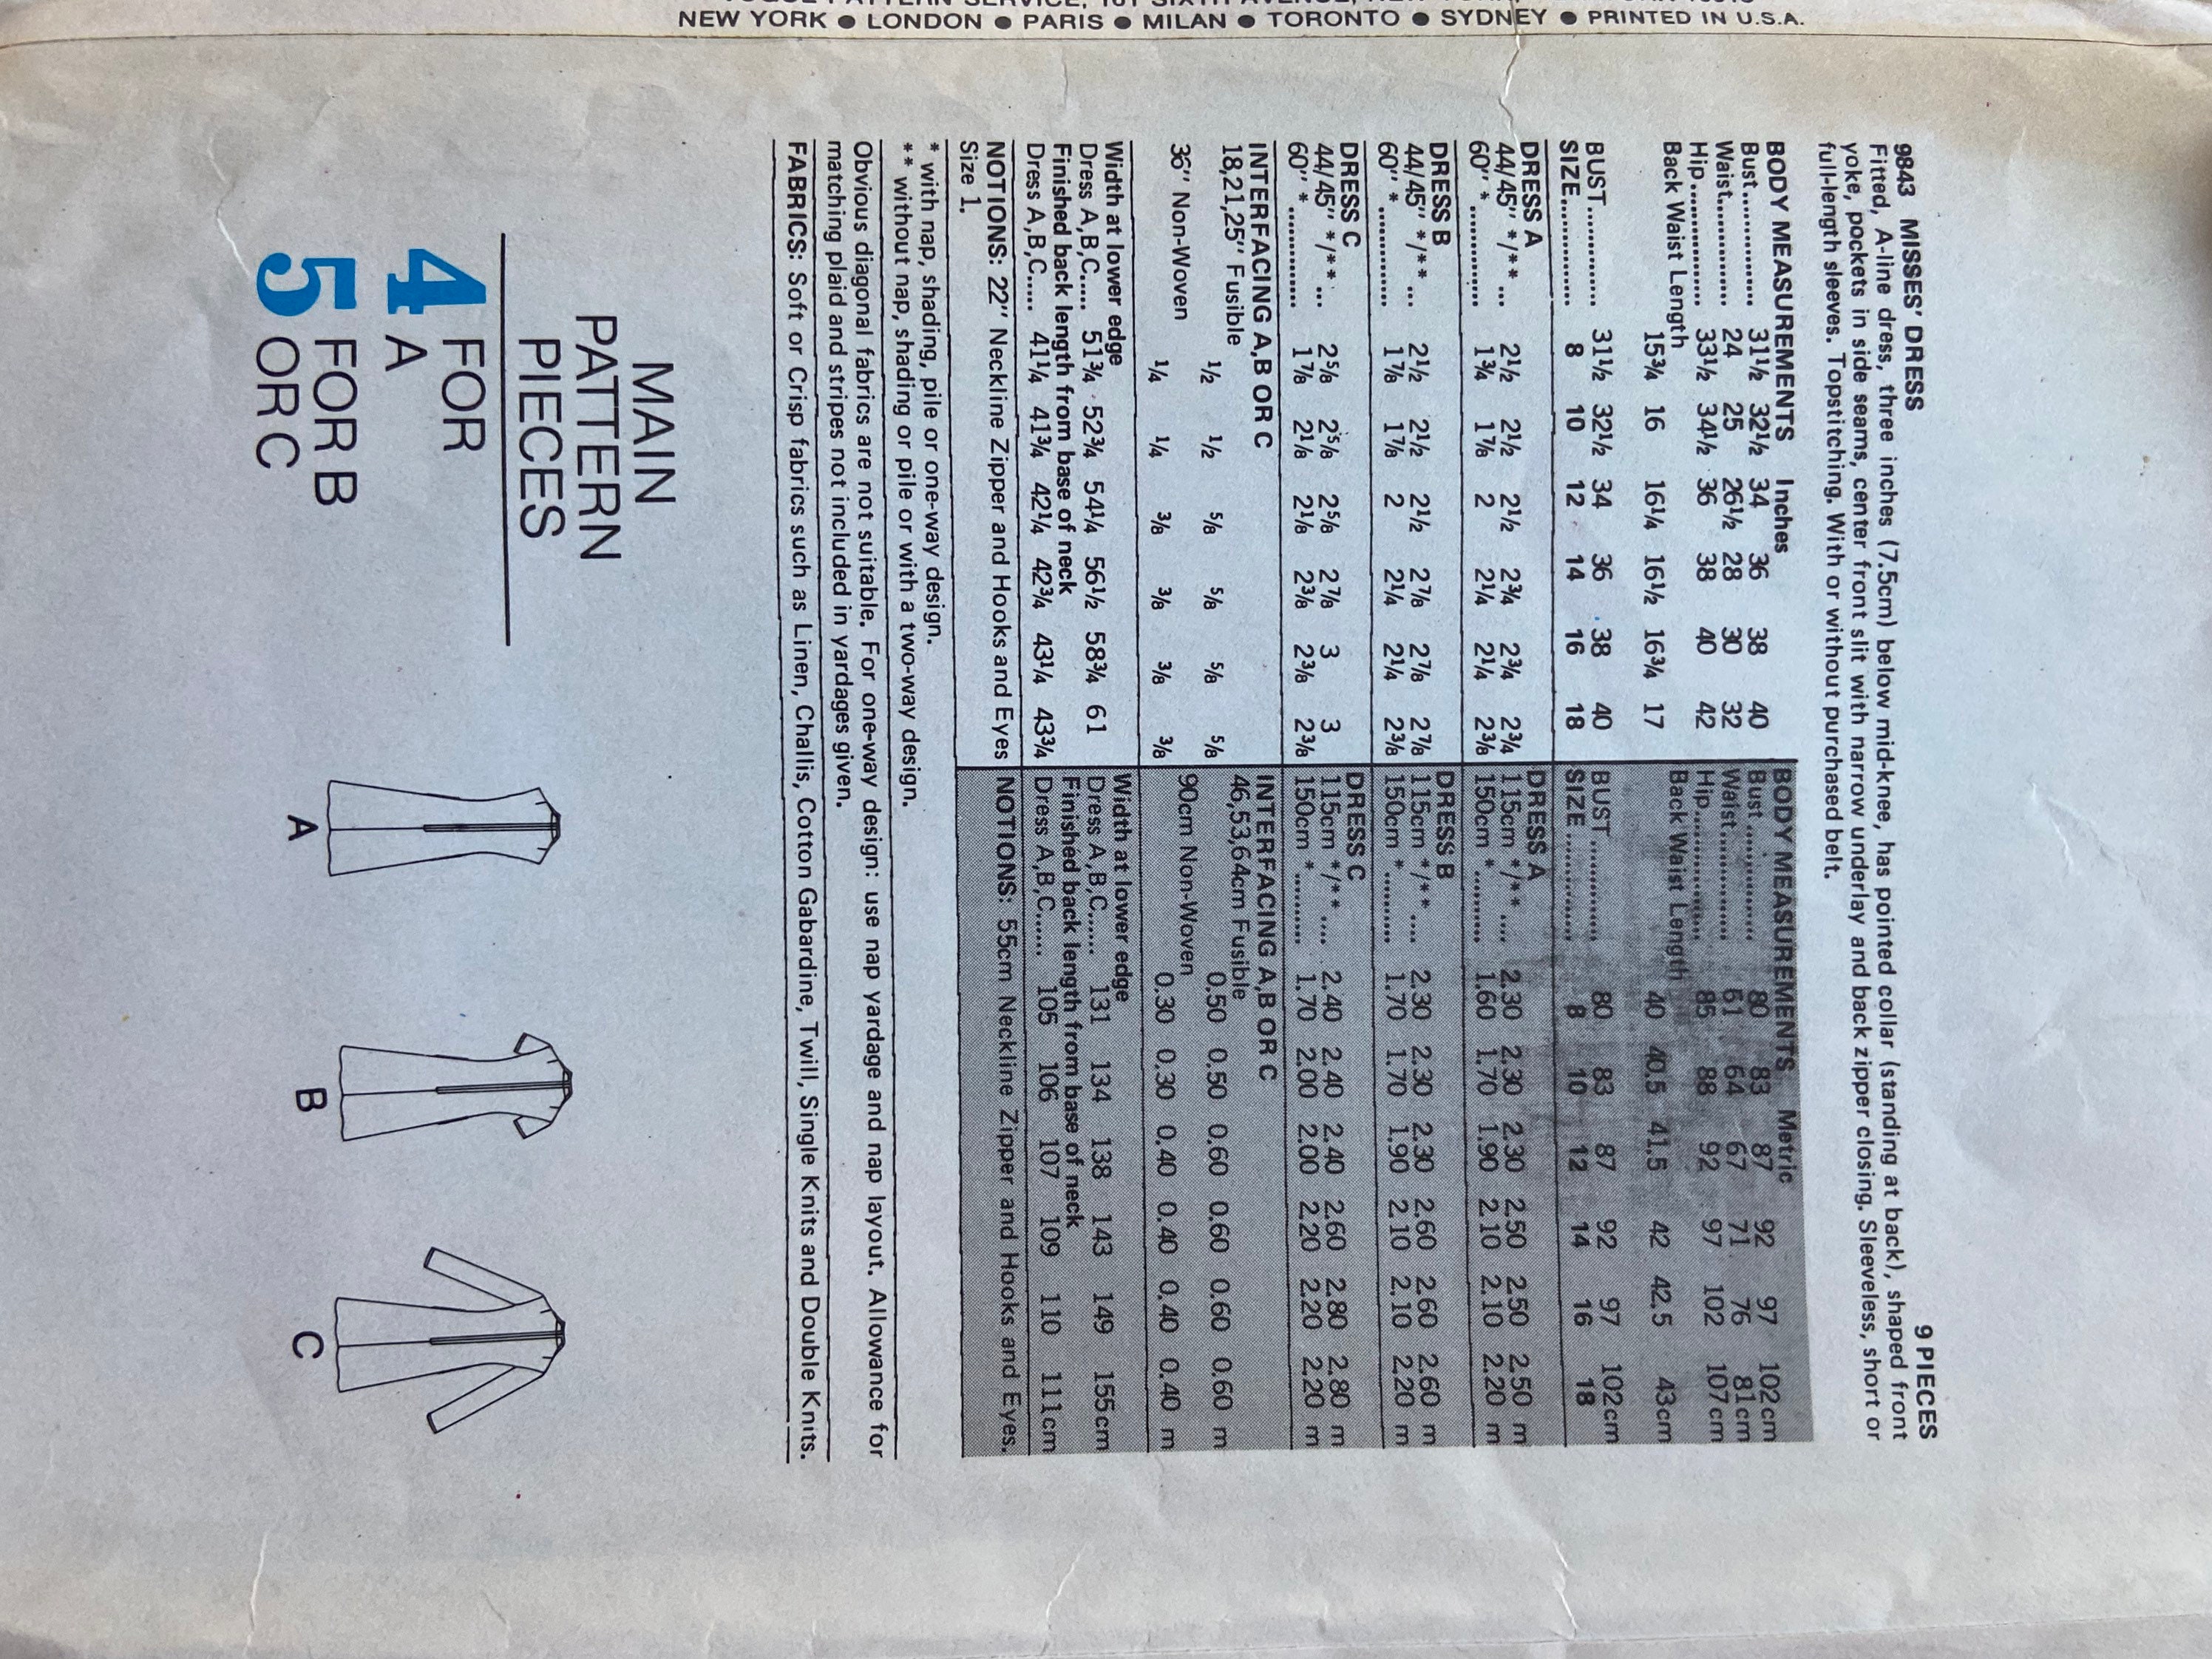 NEW YORK ● LONDON ● PARIS ● MILAN ● TORONTO ● SYDNEY ● PRINTED IN U.S.A.
9843 MISSES' DRESS 9 PIECES
Fitted, A-line dress, three inches (7.5cm) below mid-knee, has pointed collar (standing at back), shaped front
yoke, pockets in side seams, center front slit with narrow underlay and back zipper closing. Sleeveless, short or
full-length sleeves. Topstitching. With or without purchased belt.
BODY MEASUREMENTS Inches
Bust............... 31½ 32½ 34 36 38 40
Waist.............. 24 25 26½ 28 30 32
Hip................ 33½ 34½ 36 38 40 42
Back Waist Length
15¾ 16 16¼ 16½ 16¾ 17
BUST............ 31½ 32½ 34 36 38 40
SIZE............. 8 10 12 14 16 18
DRESS A
44/45" */** ... 2½ 2½ 2½ 2¾ 2¾ 2¾
60" * ............ 1¾ 1⅞ 2 2¼ 2¼ 2⅜
DRESS B
44/45" */** ... 2½ 2½ 2½ 2⅞ 2⅞ 2⅞
60" * ............ 1⅞ 1⅞ 2 2¼ 2¼ 2⅜
DRESS C
44/45" */** ... 2⅝ 2⅝ 2⅝ 2⅞ 3 3
60" * ............ 1⅞ 2⅛ 2⅛ 2⅜ 2⅜ 2⅜
INTERFACING A,B OR C
18,21,25" Fusible
½ ½ ⅝ ⅝ ⅝ ⅝
36" Non-Woven
¼ ¼ ⅜ ⅜ ⅜ ⅜
Width at lower edge
Dress A,B,C..... 51¾ 52¾ 54¼ 56½ 58¾ 61
Finished back length from base of neck
Dress A,B,C..... 41¼ 41¾ 42¼ 42¾ 43¼ 43¾
NOTIONS: 22" Neckline Zipper and Hooks and Eyes
Size 1.
BODY MEASUREMENTS Metric
Bust............... 80 83 87 92 97 102cm
Waist.............. 61 64 67 71 76 81cm
Hip................ 85 88 92 97 102 107cm
Back Waist Length
40 40.5 41.5 42 42.5 43cm
BUST ............ 80 83 87 92 97 102cm
SIZE ............. 8 10 12 14 16 18
DRESS A
115cm */** .... 2.30 2.30 2.30 2.50 2.50 2.50 m
150cm * .......... 1.60 1.70 1.90 2.10 2.10 2.20 m
DRESS B
115cm */** .... 2.30 2.30 2.30 2.60 2.60 2.60 m
150cm * .......... 1.70 1.70 1.90 2.10 2.10 2.20 m
DRESS C
115cm */** .... 2.40 2.40 2.40 2.60 2.80 2.80 m
150cm * .......... 1.70 2.00 2.00 2.20 2.20 2.20 m
INTERFACING A,B OR C
46,53,64cm Fusible
0.50 0.50 0.60 0.60 0.60 0.60 m
90cm Non-Woven
0.30 0.30 0.40 0.40 0.40 0.40 m
Width at lower edge
Dress A,B,C...... 131 134 138 143 149 155cm
Finished back length from base of neck
Dress A,B,C...... 105 106 107 109 110 111cm
NOTIONS: 55cm Neckline Zipper and Hooks and Eyes.
* with nap, shading, pile or one-way design.
** without nap, shading or pile or with a two-way design.
Obvious diagonal fabrics are not suitable. For one-way design: use nap yardage and nap layout. Allowance for
matching plaid and stripes not included in yardages given.
FABRICS: Soft or Crisp fabrics such as Linen, Challis, Cotton Gabardine, Twill, Single Knits and Double Knits.
MAIN
PATTERN
PIECES
4 FOR
A
5 FOR B
OR C
A
B
C